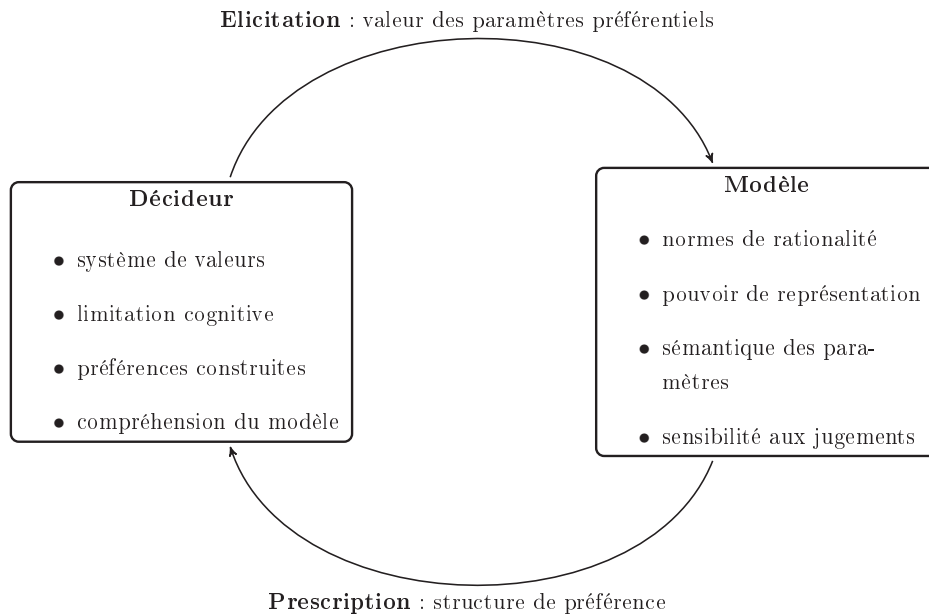 Elicitation : valeur des paramètres préférentiels
Décideur
• système de valeurs
• limitation cognitive
• préférences construites
• compréhension du modèle
Modèle
• normes de rationalité
• pouvoir de représentation
• sémantique des para-
mètres
• sensibilité aux jugements
Prescription : structure de préférence